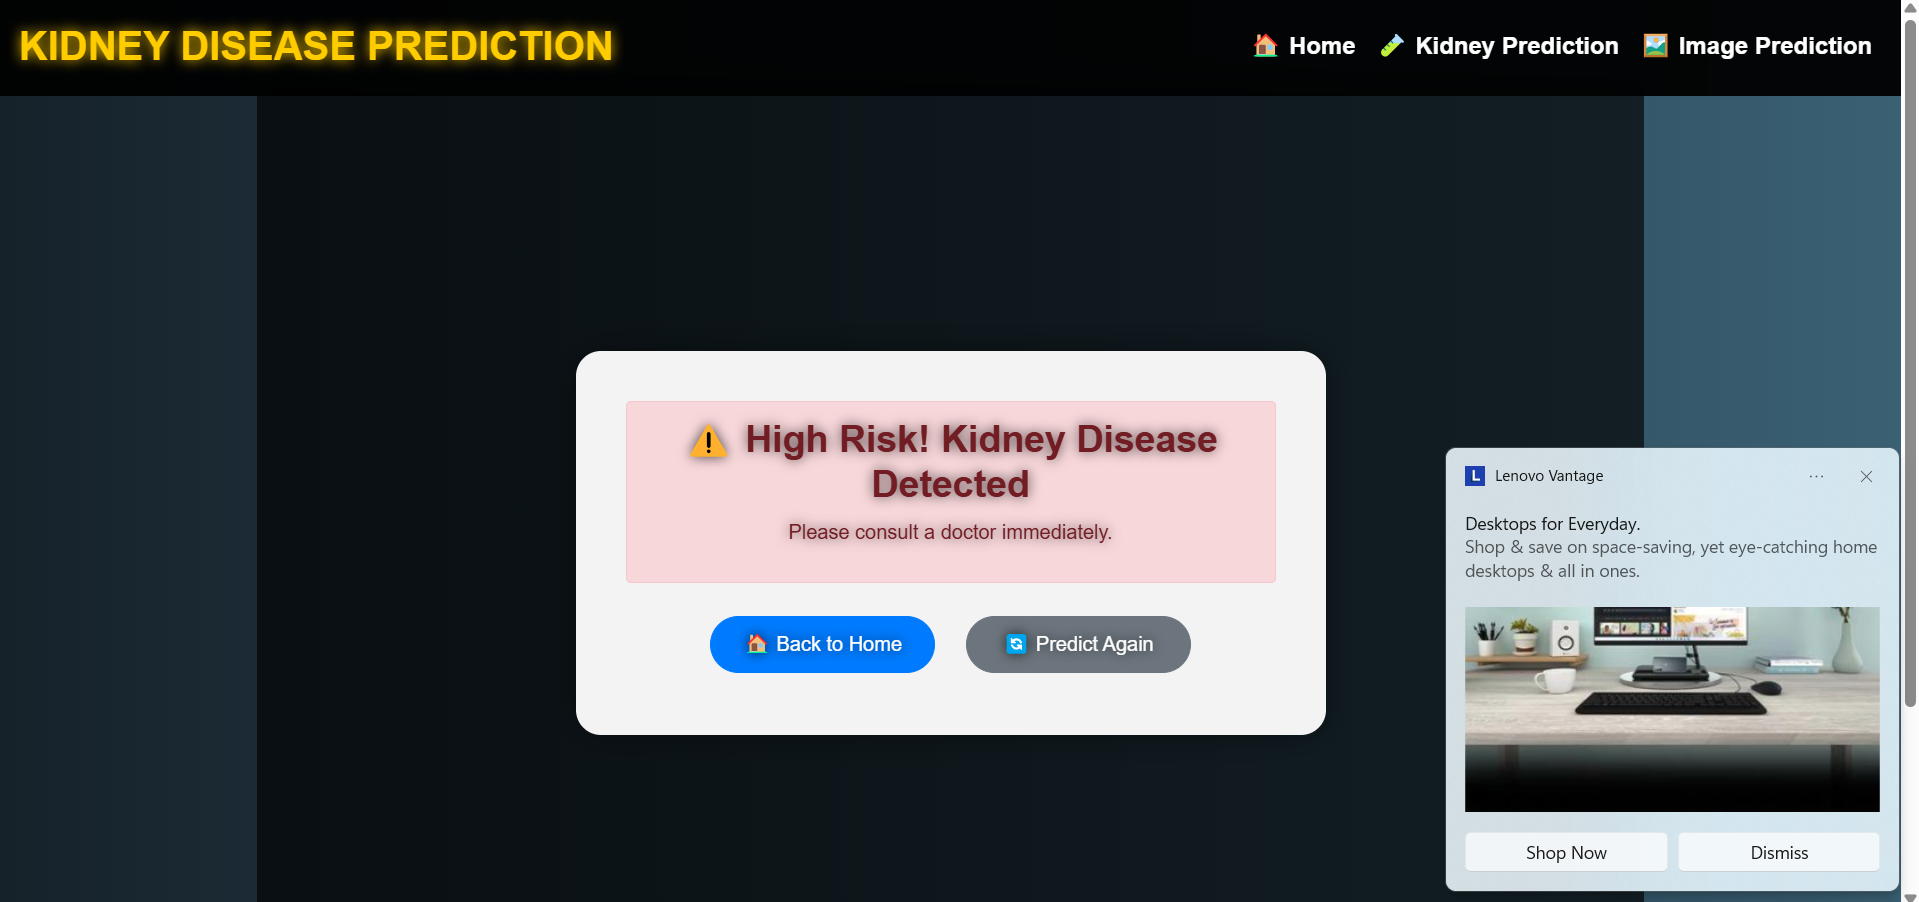 KIDNEY DISEASE PREDICTION
Home
Kidney Prediction
Image Prediction
High Risk! Kidney Disease
Detected
Please consult a doctor immediately.
Back to Home
Predict Again
L Lenovo Vantage
Desktops for Everyday.
Shop & save on space-saving, yet eye-catching home
desktops & all in ones.
Shop Now
Dismiss